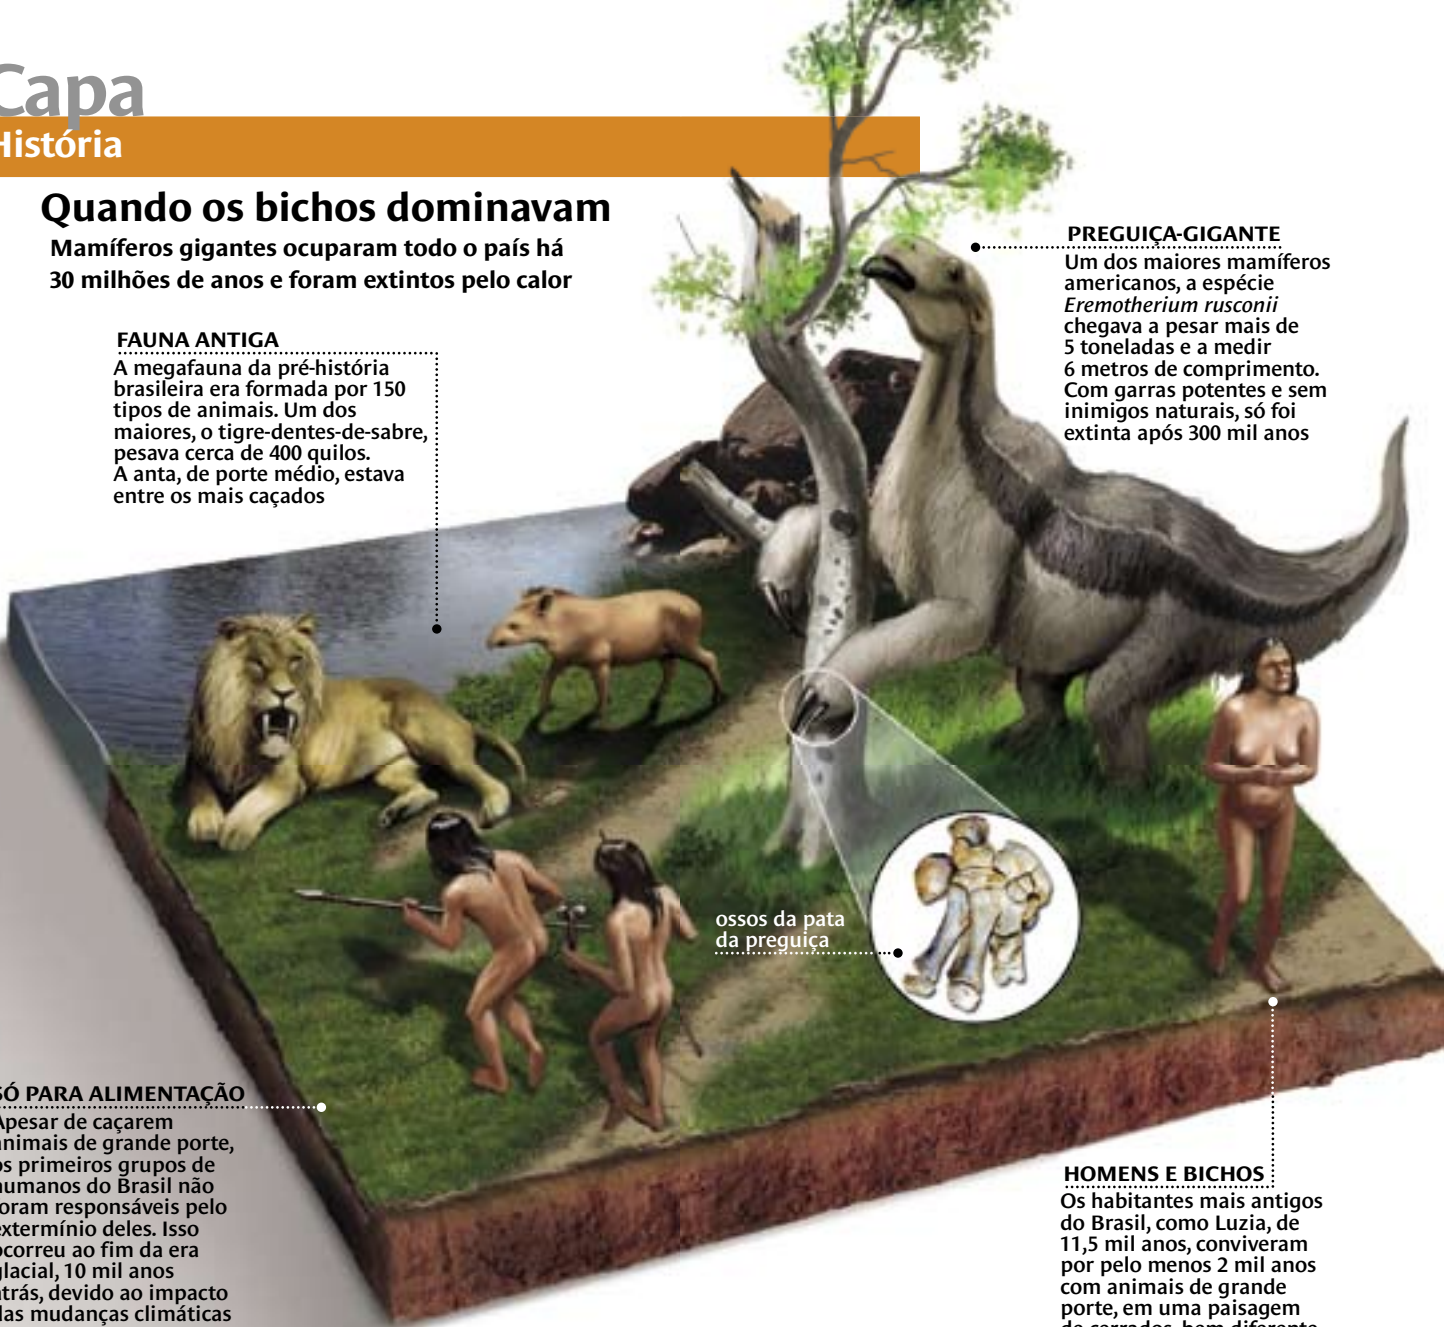 Capa
História
Quando os bichos dominavam
Mamíferos gigantes ocuparam todo o país há
30 milhões de anos e foram extintos pelo calor
FAUNA ANTIGA
A megafauna da pré-história
brasileira era formada por 150
tipos de animais. Um dos
maiores, o tigre-dentes-de-sabre,
pesava cerca de 400 quilos.
A anta, de porte médio, estava
entre os mais caçados
PREGUIÇA-GIGANTE
Um dos maiores mamíferos
americanos, a espécie
Eremotherium rusconii
chegava a pesar mais de
5 toneladas e a medir
6 metros de comprimento.
Com garras potentes e sem
inimigos naturais, só foi
extinta após 300 mil anos
ossos da pata
da preguiça
SÓ PARA ALIMENTAÇÃO
Apesar de caçarem
animais de grande porte,
os primeiros grupos de
humanos do Brasil não
foram responsáveis pelo
extermínio deles. Isso
ocorreu ao fim da era
glacial, 10 mil anos
atrás, devido ao impacto
das mudanças climáticas
HOMENS E BICHOS
Os habitantes mais antigos
do Brasil, como Luzia, de
11,5 mil anos, conviveram
por pelo menos 2 mil anos
com animais de grande
porte, em uma paisagem
de cerrados, bem diferente